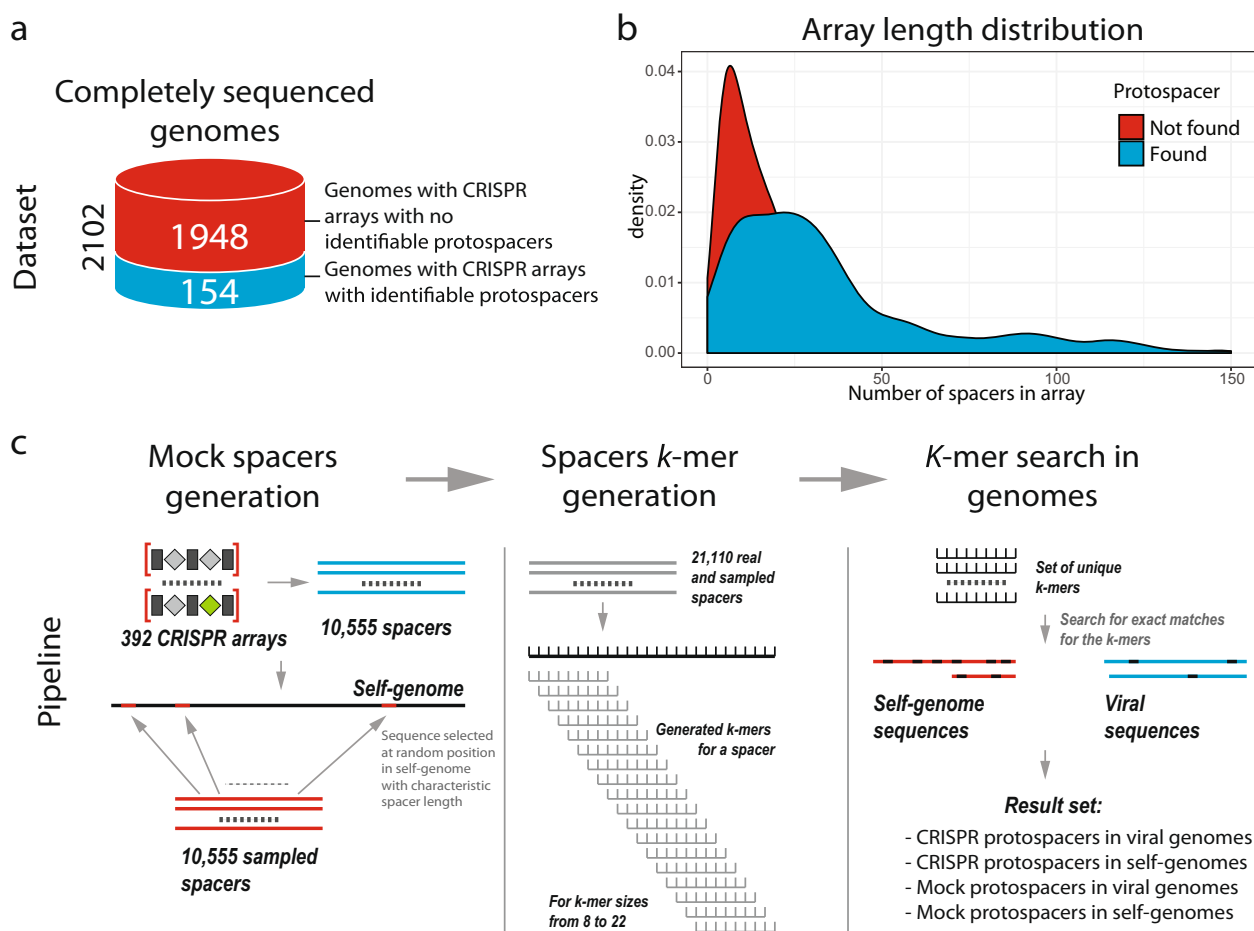 a
Completely sequenced
genomes
Dataset
2102
1948
154
Genomes with CRISPR
arrays with no
identifiable protospacers
Genomes with CRISPR arrays
with identifiable protospacers
b
Array length distribution
density
0.04
0.03
0.02
0.01
0.00
0
50
100
150
Number of spacers in array
Protospacer
Not found
Found
c
Pipeline
Mock spacers
generation
392 CRISPR arrays
10,555 spacers
Self-genome
Sequence selected
at random position
in self-genome
with characteristic
spacer length
10,555 sampled
spacers
Spacers k-mer
generation
21,110 real
and sampled
spacers
Generated k-mers
for a spacer
For k-mer sizes
from 8 to 22
K-mer search in
genomes
Set of unique
k-mers
Search for exact matches
for the k-mers
Self-genome
sequences
Viral
sequences
Result set:
- CRISPR protospacers in viral genomes
- CRISPR protospacers in self-genomes
- Mock protospacers in viral genomes
- Mock protospacers in self-genomes